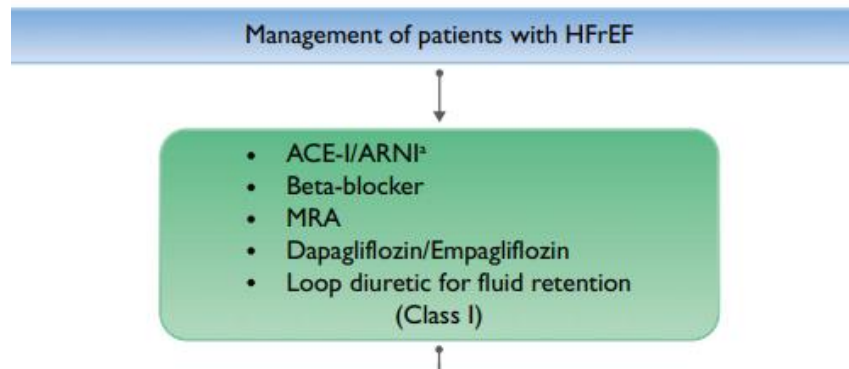 Management of patients with HFrEF
• ACE-I/ARNIᵃ
• Beta-blocker
• MRA
• Dapagliflozin/Empagliflozin
• Loop diuretic for fluid retention
(Class I)